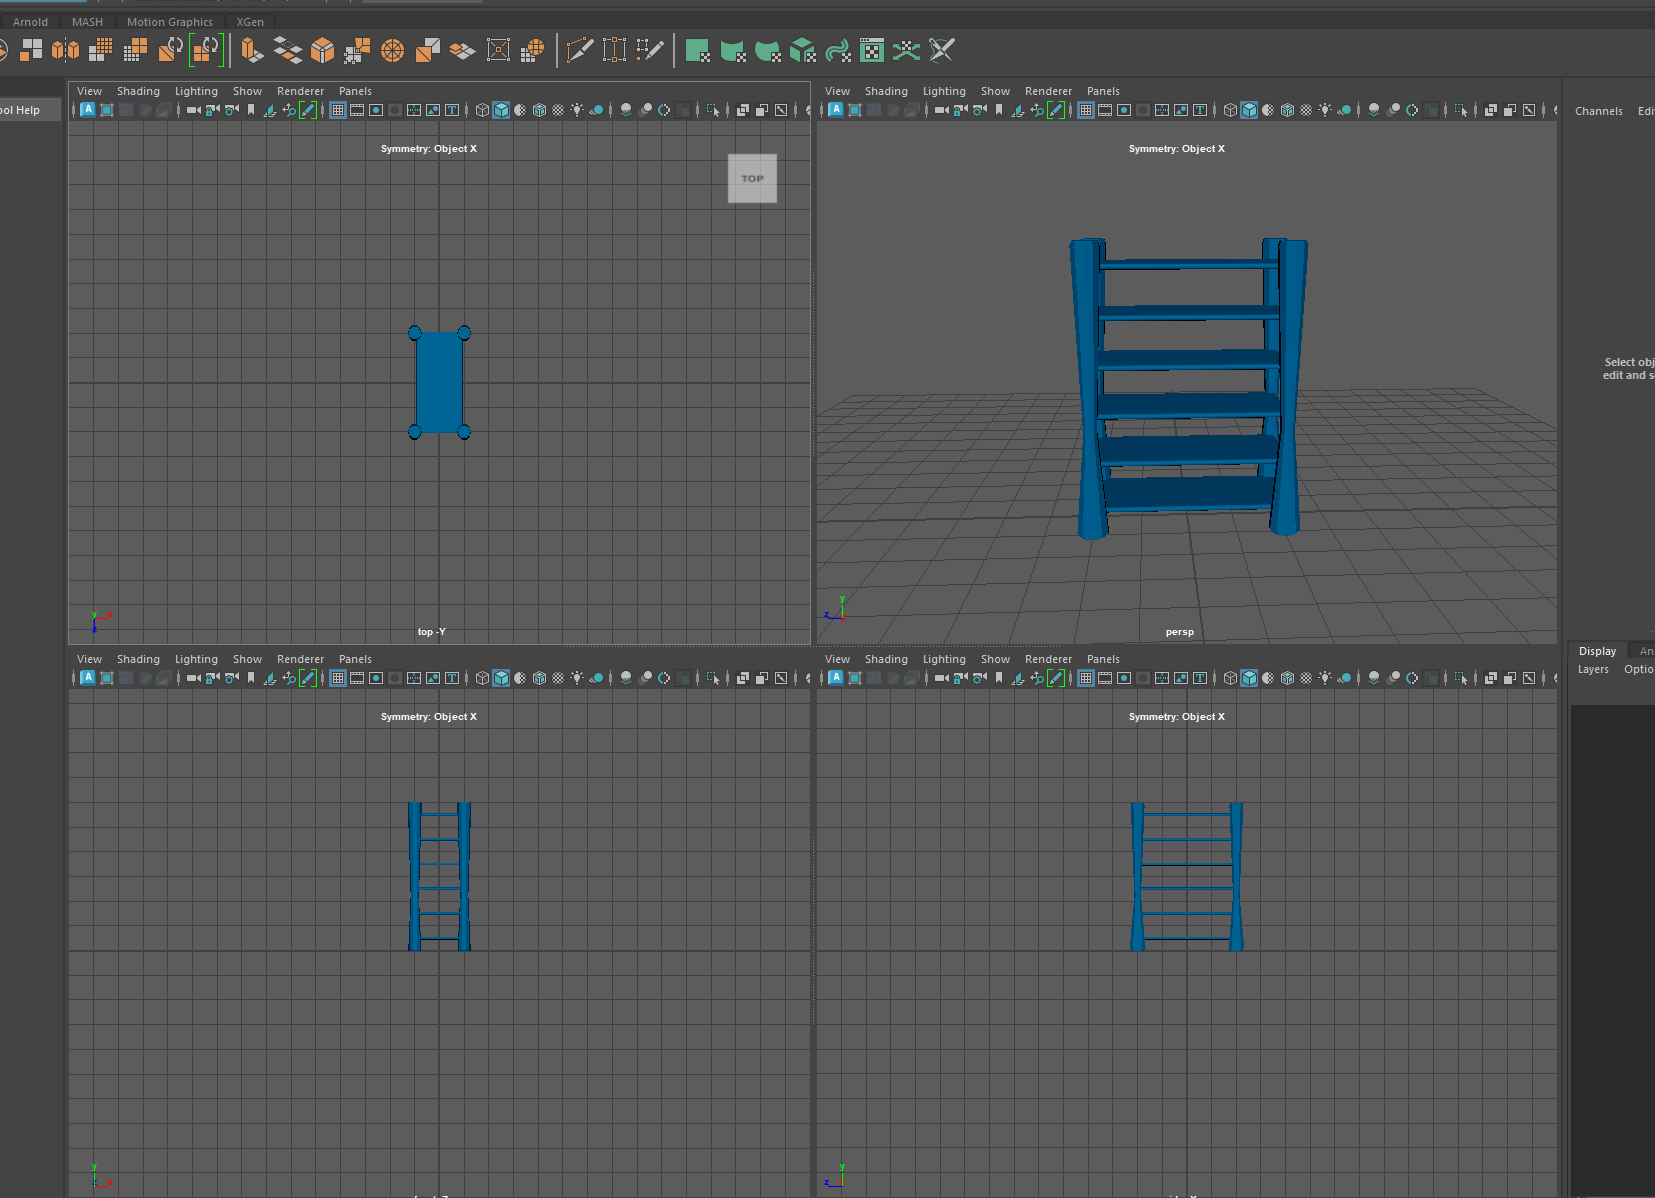 Arnold MASH Motion Graphics XGen
View Shading Lighting Show Renderer Panels
View Shading Lighting Show Renderer Panels
ool Help
Channels Edi
Symmetry: Object X
Symmetry: Object X
TOP
Select obj
edit and s
y x
z
y
z
top -Y
persp
View Shading Lighting Show Renderer Panels
View Shading Lighting Show Renderer Panels
Display An
Layers Optio
Symmetry: Object X
Symmetry: Object X
y
x
y
z